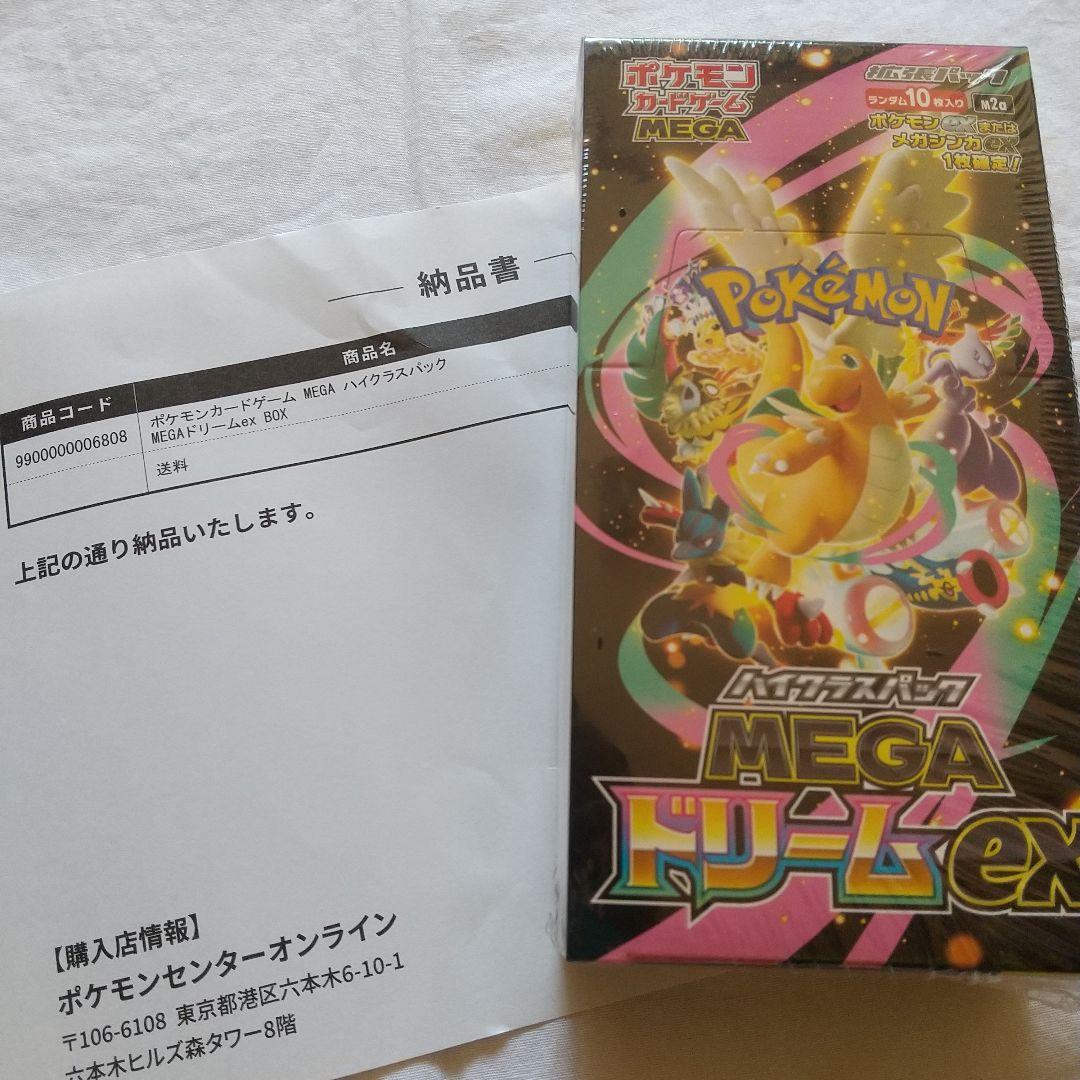 納品書
商品コード
商品名
9900000006808
ポケモンカードゲーム MEGA ハイクラスパック
MEGAドリームex BOX
送料
上記の通り納品いたします。
【購入店情報】
ポケモンセンターオンライン
〒106-6108 東京都港区六本木6-10-1
六本木ヒルズ森タワー8階
ポケモン
カードゲーム
MEGA
拡張パック
ランダム10枚入り
M2a
ポケモンexまたは
メガシンカex
1枚確定!
POKéMON
ハイクラスパック
MEGA
ドリームex